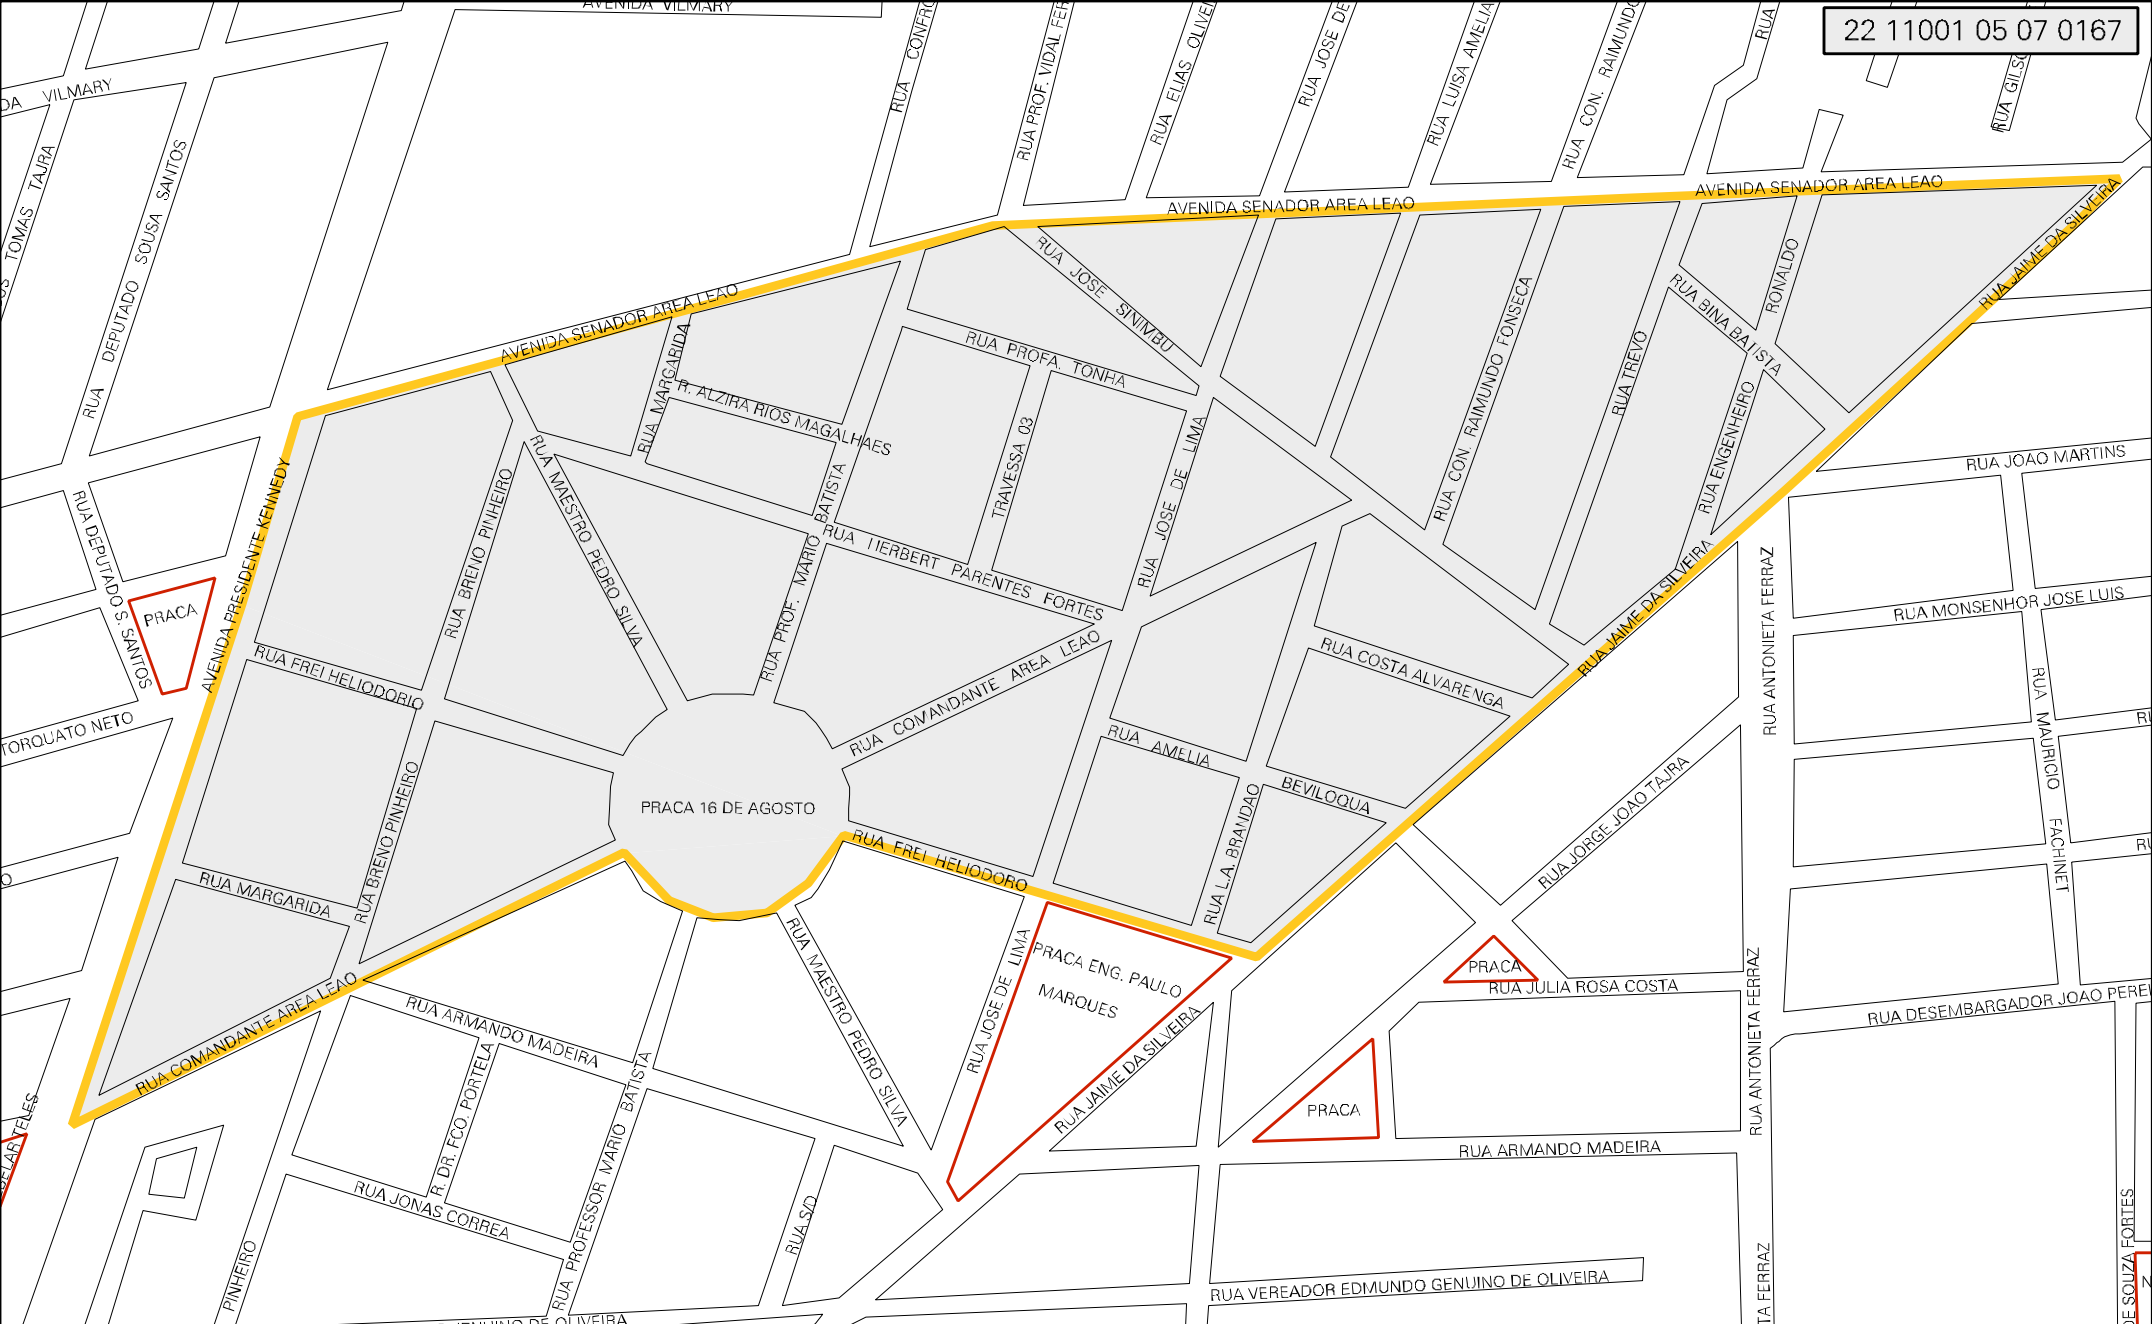 AVENIDA VILMARY
22 11001 05 07 0167
VILMARY
RUA CONFRO
RUA PROF. VIDAL FER
RUA ELIAS OLIVEI
RUA JOSE DE
RUA LUISA AMELIA
RUA CON. RAIMUNDO
RUA
RUA GILSO
TOMAS TAJRA
RUA DEPUTADO SOUSA SANTOS
AVENIDA SENADOR AREA LEAO
AVENIDA SENADOR AREA LEAO
AVENIDA SENADOR AREA LEAO
RUA JAIME DA SILVEIRA
RUA JOSE SINIMBU
RUA PROFA. TONHA
RUA MARGARIDA
R. ALZIRA RIOS MAGALHAES
RUA CON. RAIMUNDO FONSECA
RUA TREVO
RUA BINA BATISTA
RONALDO
RUA ENGENHEIRO
RUA JOAO MARTINS
AVENIDA PRESIDENTE KENNEDY
RUA BRENO PINHEIRO
RUA MAESTRO PEDRO SILVA
RUA PROF. MARIO BATISTA
TRAVESSA 03
RUA JOSE DE LIMA
RUA HERBERT PARENTES FORTES
RUA DEPUTADO S. SANTOS
PRACA
RUA FREI HELIODORIO
RUA COMANDANTE AREA LEAO
RUA COSTA ALVARENGA
RUA JAIME DA SILVEIRA
RUA ANTONIETA FERRAZ
RUA MONSENHOR JOSE LUIS
RUA MAURICIO FACHINET
TORQUATO NETO
RUA AMELIA BEVILOQUA
PRACA 16 DE AGOSTO
RUA BRENO PINHEIRO
RUA FREI HELIODORO
RUA L.A. BRANDAO
RUA JORGE JOAO TAJRA
RUA MARGARIDA
RUA COMANDANTE AREA LEAO
RUA ARMANDO MADEIRA
RUA MAESTRO PEDRO SILVA
RUA JOSE DE LIMA
PRACA ENG. PAULO
MARQUES
RUA JAIME DA SILVEIRA
PRACA
RUA JULIA ROSA COSTA
RUA ANTONIETA FERRAZ
RUA DESEMBARGADOR JOAO PEREI
R. DR. FCO. PORTELA
RUA PROFESSOR MARIO BATISTA
PRACA
RUA ARMANDO MADEIRA
TELES
RUA JONAS CORREA
RUA S/D
PINHEIRO
RUA VEREADOR EDMUNDO GENUINO DE OLIVEIRA
DE OLIVEIRA
TA FERRAZ
DE SOUZA FORTES